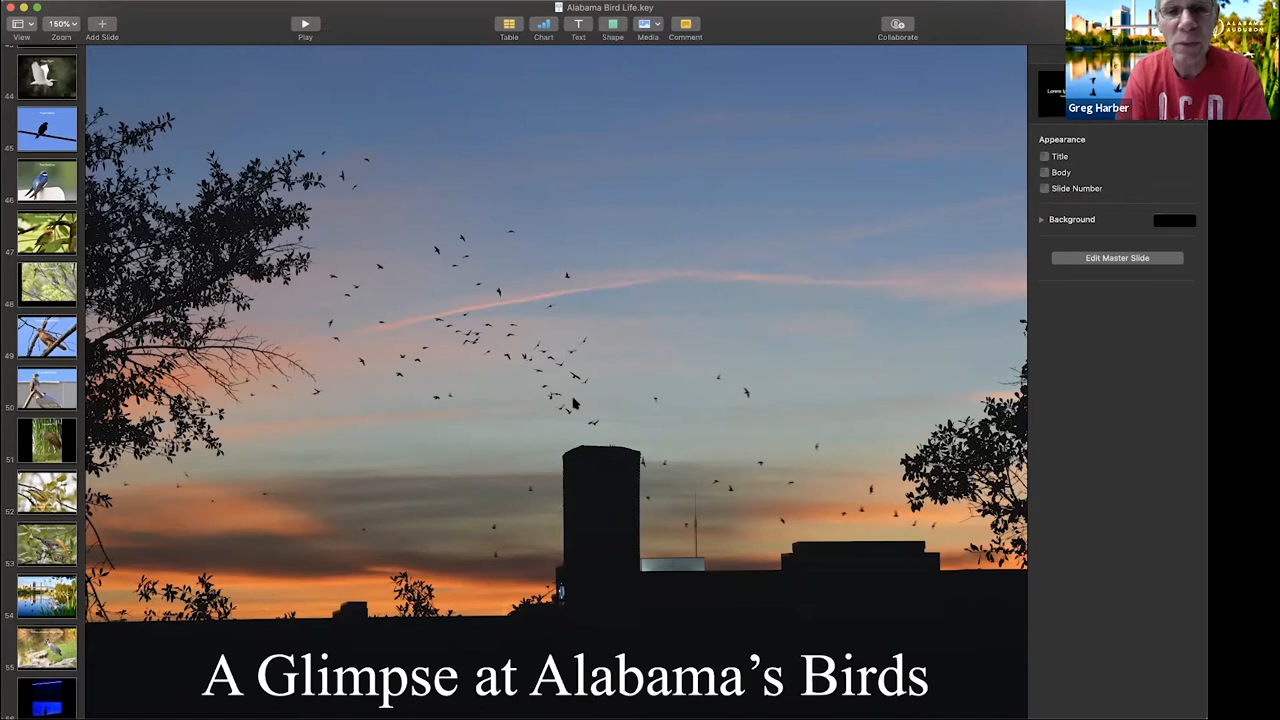 Alabama Bird Life.key
150%
View
Zoom
Add Slide
Play
Table
Chart
Text
Shape
Media
Comment
Collaborate
ALABAMA
AUDUBON
Greg Harber
Appearance
Title
Body
Slide Number
Background
Edit Master Slide
44
45
46
47
48
49
50
51
52
53
54
55
A Glimpse at Alabama's Birds